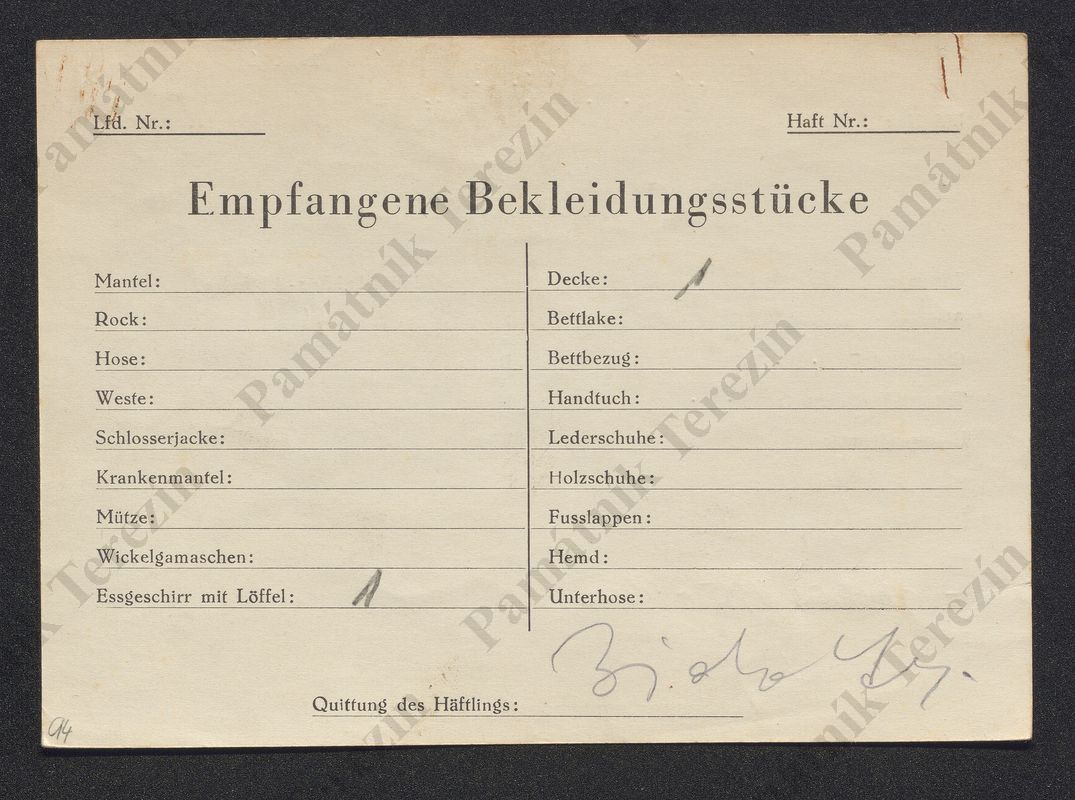 Lfd. Nr.:
Haft Nr.:
Empfangene Bekleidungsstücke
Mantel:
Rock:
Hose:
Weste:
Schlosserjacke:
Krankenmantel:
Mütze:
Wickelgamaschen:
Essgeschirr mit Löffel: 1
Decke: 1
Bettlake:
Bettbezug:
Handtuch:
Lederschuhe:
Holzschuhe:
Fusslappen:
Hemd:
Unterhose:
Quittung des Häftlings:
94
Památník Terezín